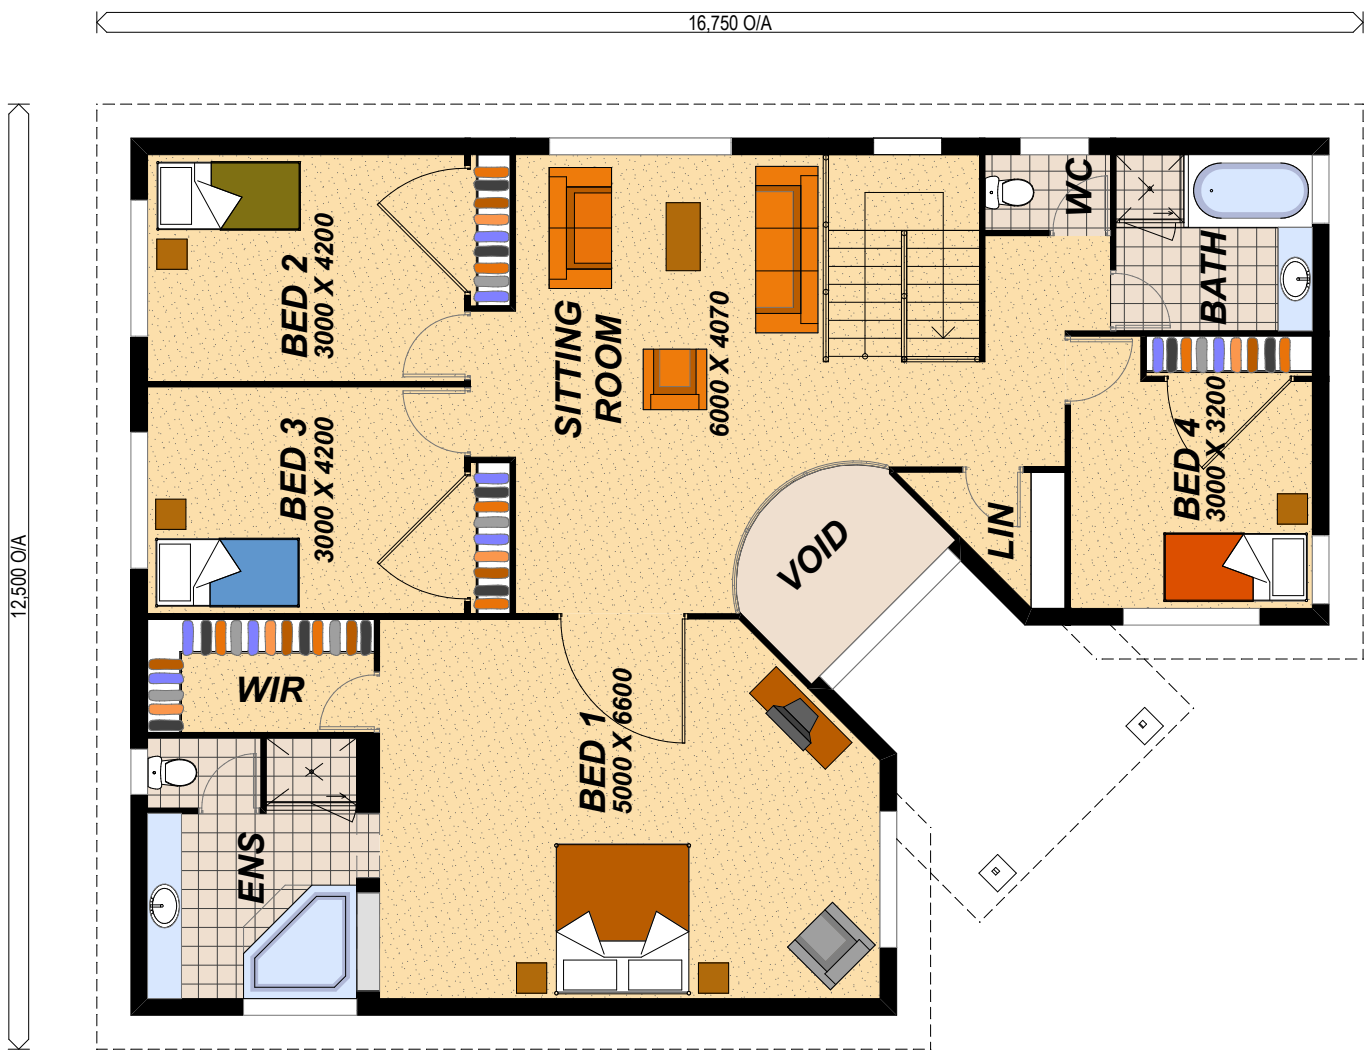 16,750 O/A
12,500 O/A
BED 2
3000 X 4200
SITTING
ROOM
6000 X 4070
WC
BATH
BED 3
3000 X 4200
BED 4
3000 X 3200
VOID
LIN
WIR
BED 1
5000 X 6600
ENS